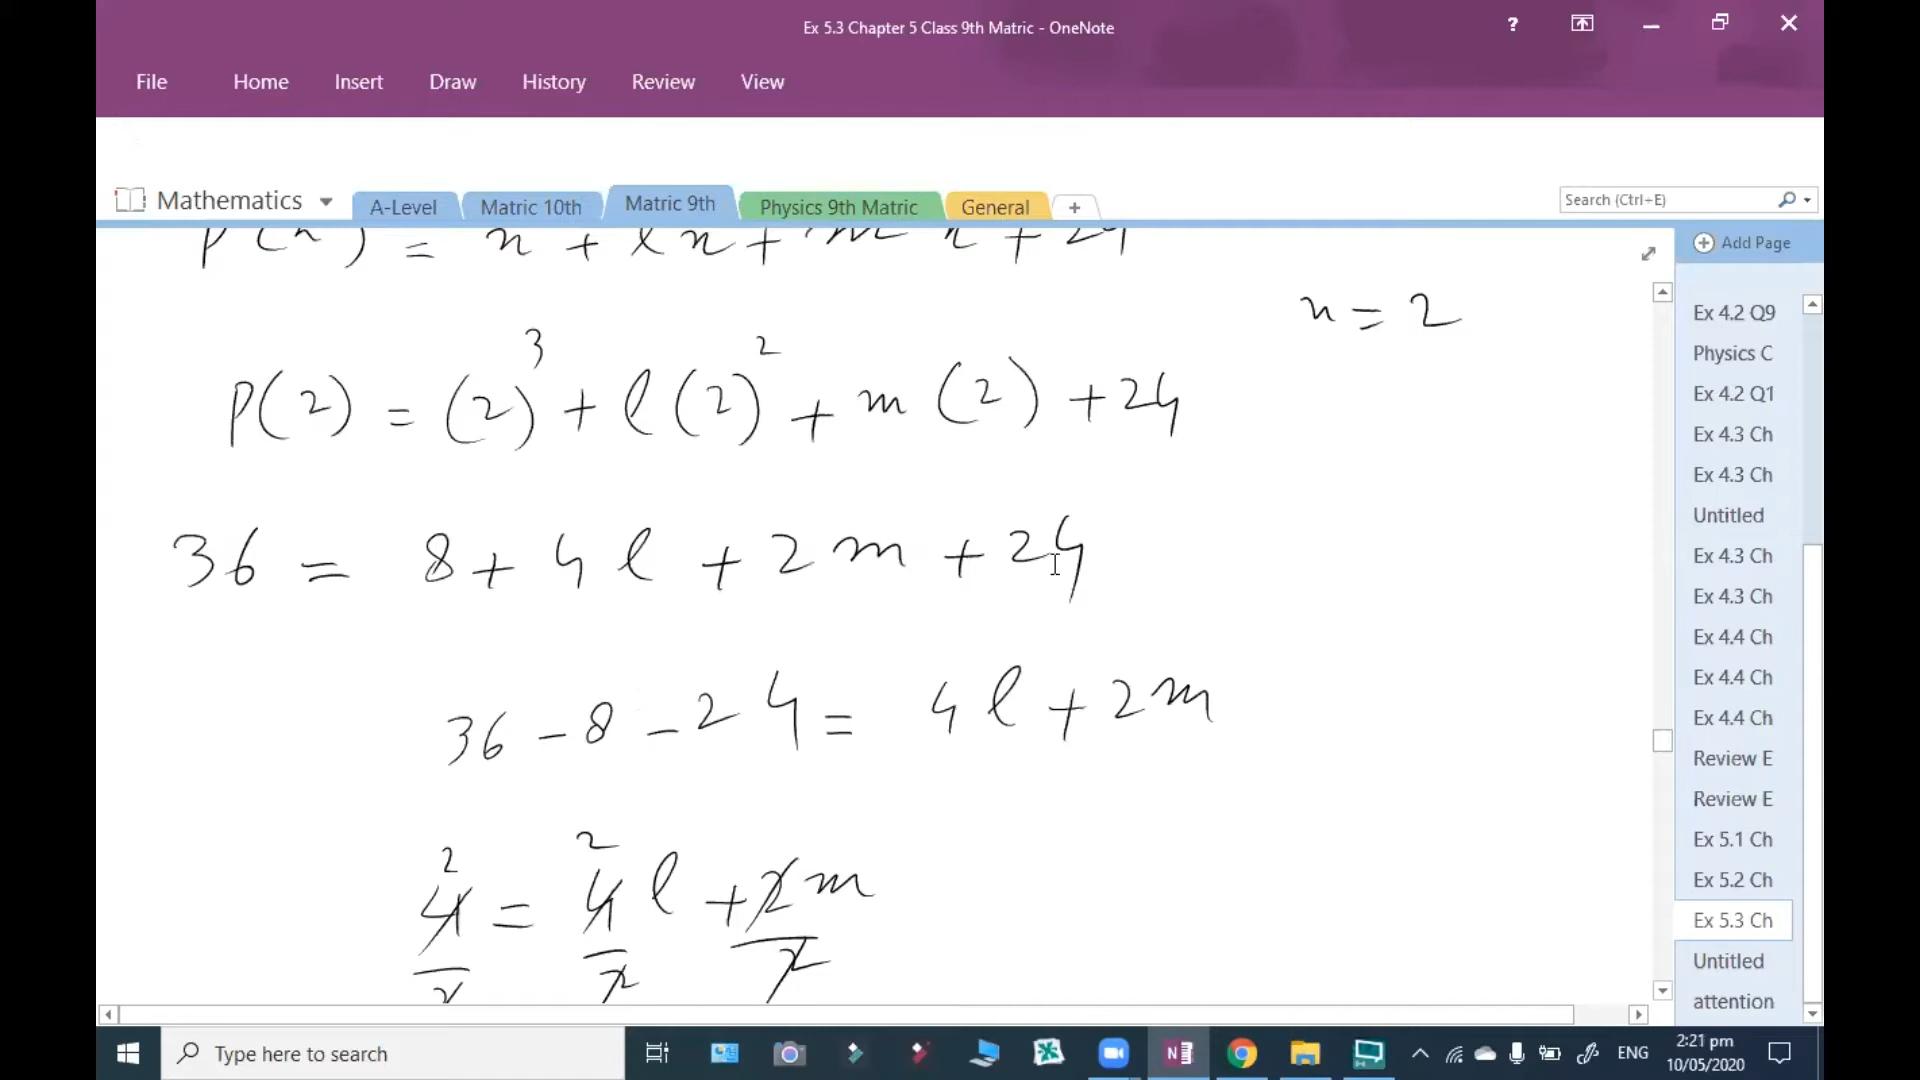 Ex 5.3 Chapter 5 Class 9th Matric - OneNote
?
File Home Insert Draw History Review View
Mathematics
A-Level Matric 10th Matric 9th Physics 9th Matric General +
Search (Ctrl+E)
Add Page
x = 2
P(2) = (2)³ + l(2)² + m(2) + 24
36 = 8 + 4l + 2m + 24
36 - 8 - 24 = 4l + 2m
2 2
4 = 4l + 2m
2 2 2
Ex 4.2 Q9
Physics C
Ex 4.2 Q1
Ex 4.3 Ch
Ex 4.3 Ch
Untitled
Ex 4.3 Ch
Ex 4.3 Ch
Ex 4.4 Ch
Ex 4.4 Ch
Ex 4.4 Ch
Review E
Review E
Ex 5.1 Ch
Ex 5.2 Ch
Ex 5.3 Ch
Untitled
attention
Type here to search
N
ENG
2:21 pm
10/05/2020